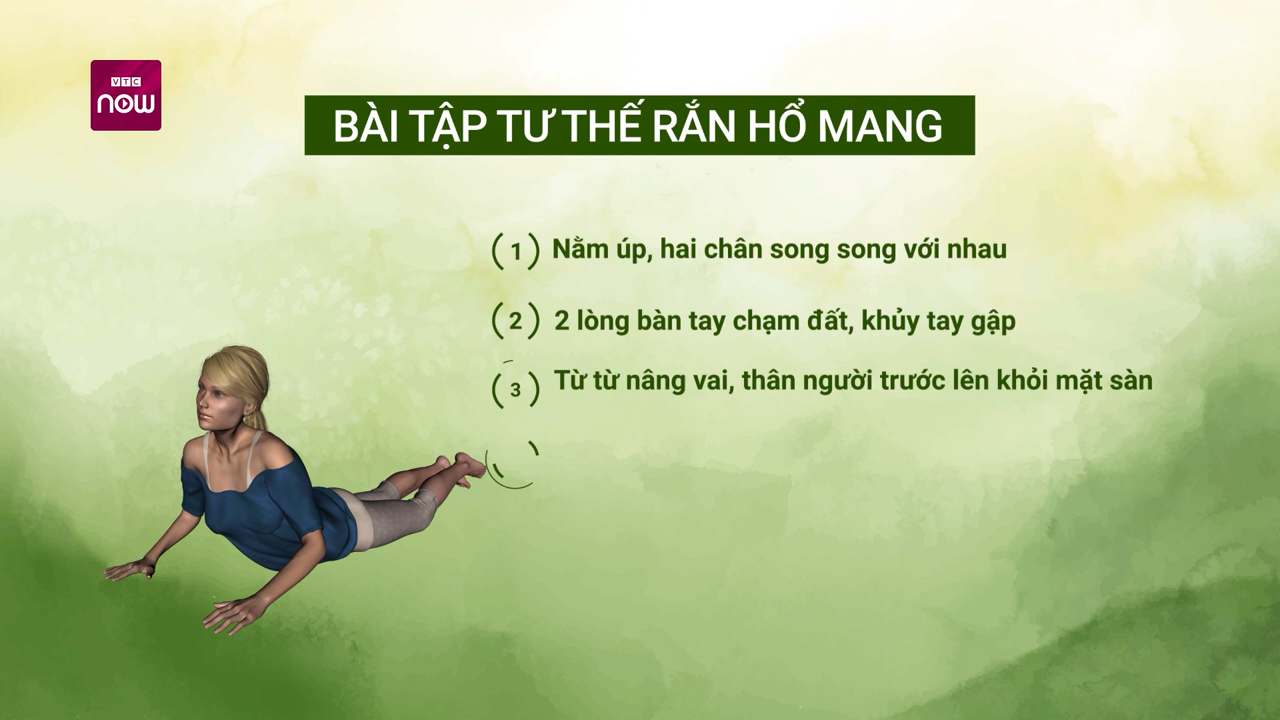 VTC
now
BÀI TẬP TƯ THẾ RẮN HỔ MANG
(1) Nằm úp, hai chân song song với nhau
(2) 2 lòng bàn tay chạm đất, khủy tay gập
(3) Từ từ nâng vai, thân người trước lên khỏi mặt sàn